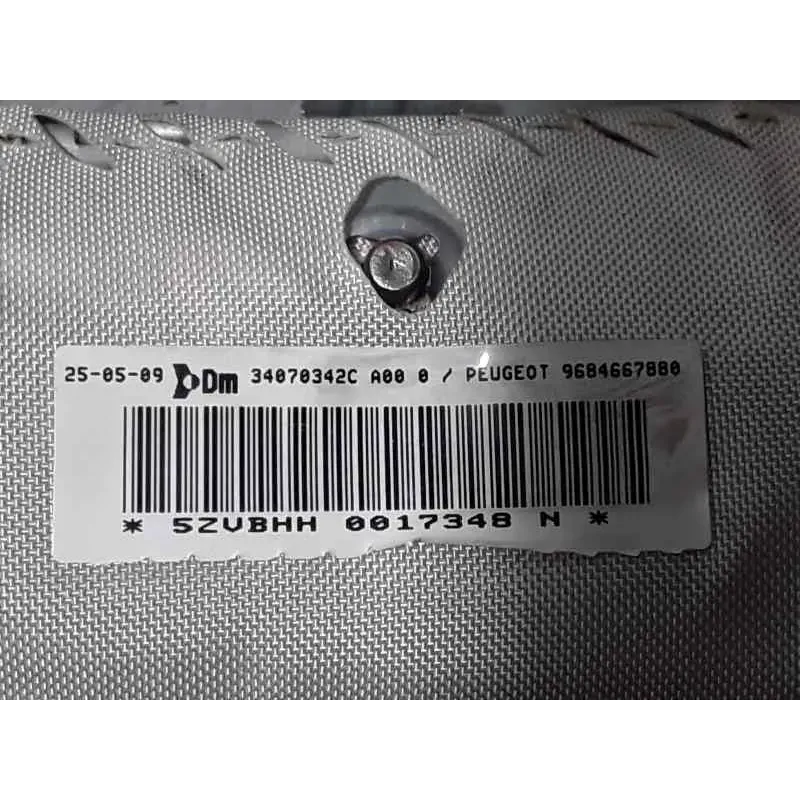 25-05-09 Dm 34070342C A00 0 / PEUGEOT 9684667880
* 5ZVBHH 0017348 N *